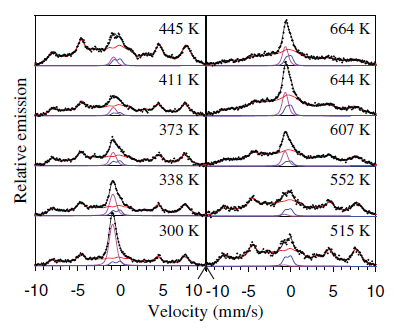 445 K 664 K
411 K 644 K
373 K 607 K
338 K 552 K
300 K 515 K
Relative emission
-10 -5 0 5 10 -10 -5 0 5 10
Velocity (mm/s)